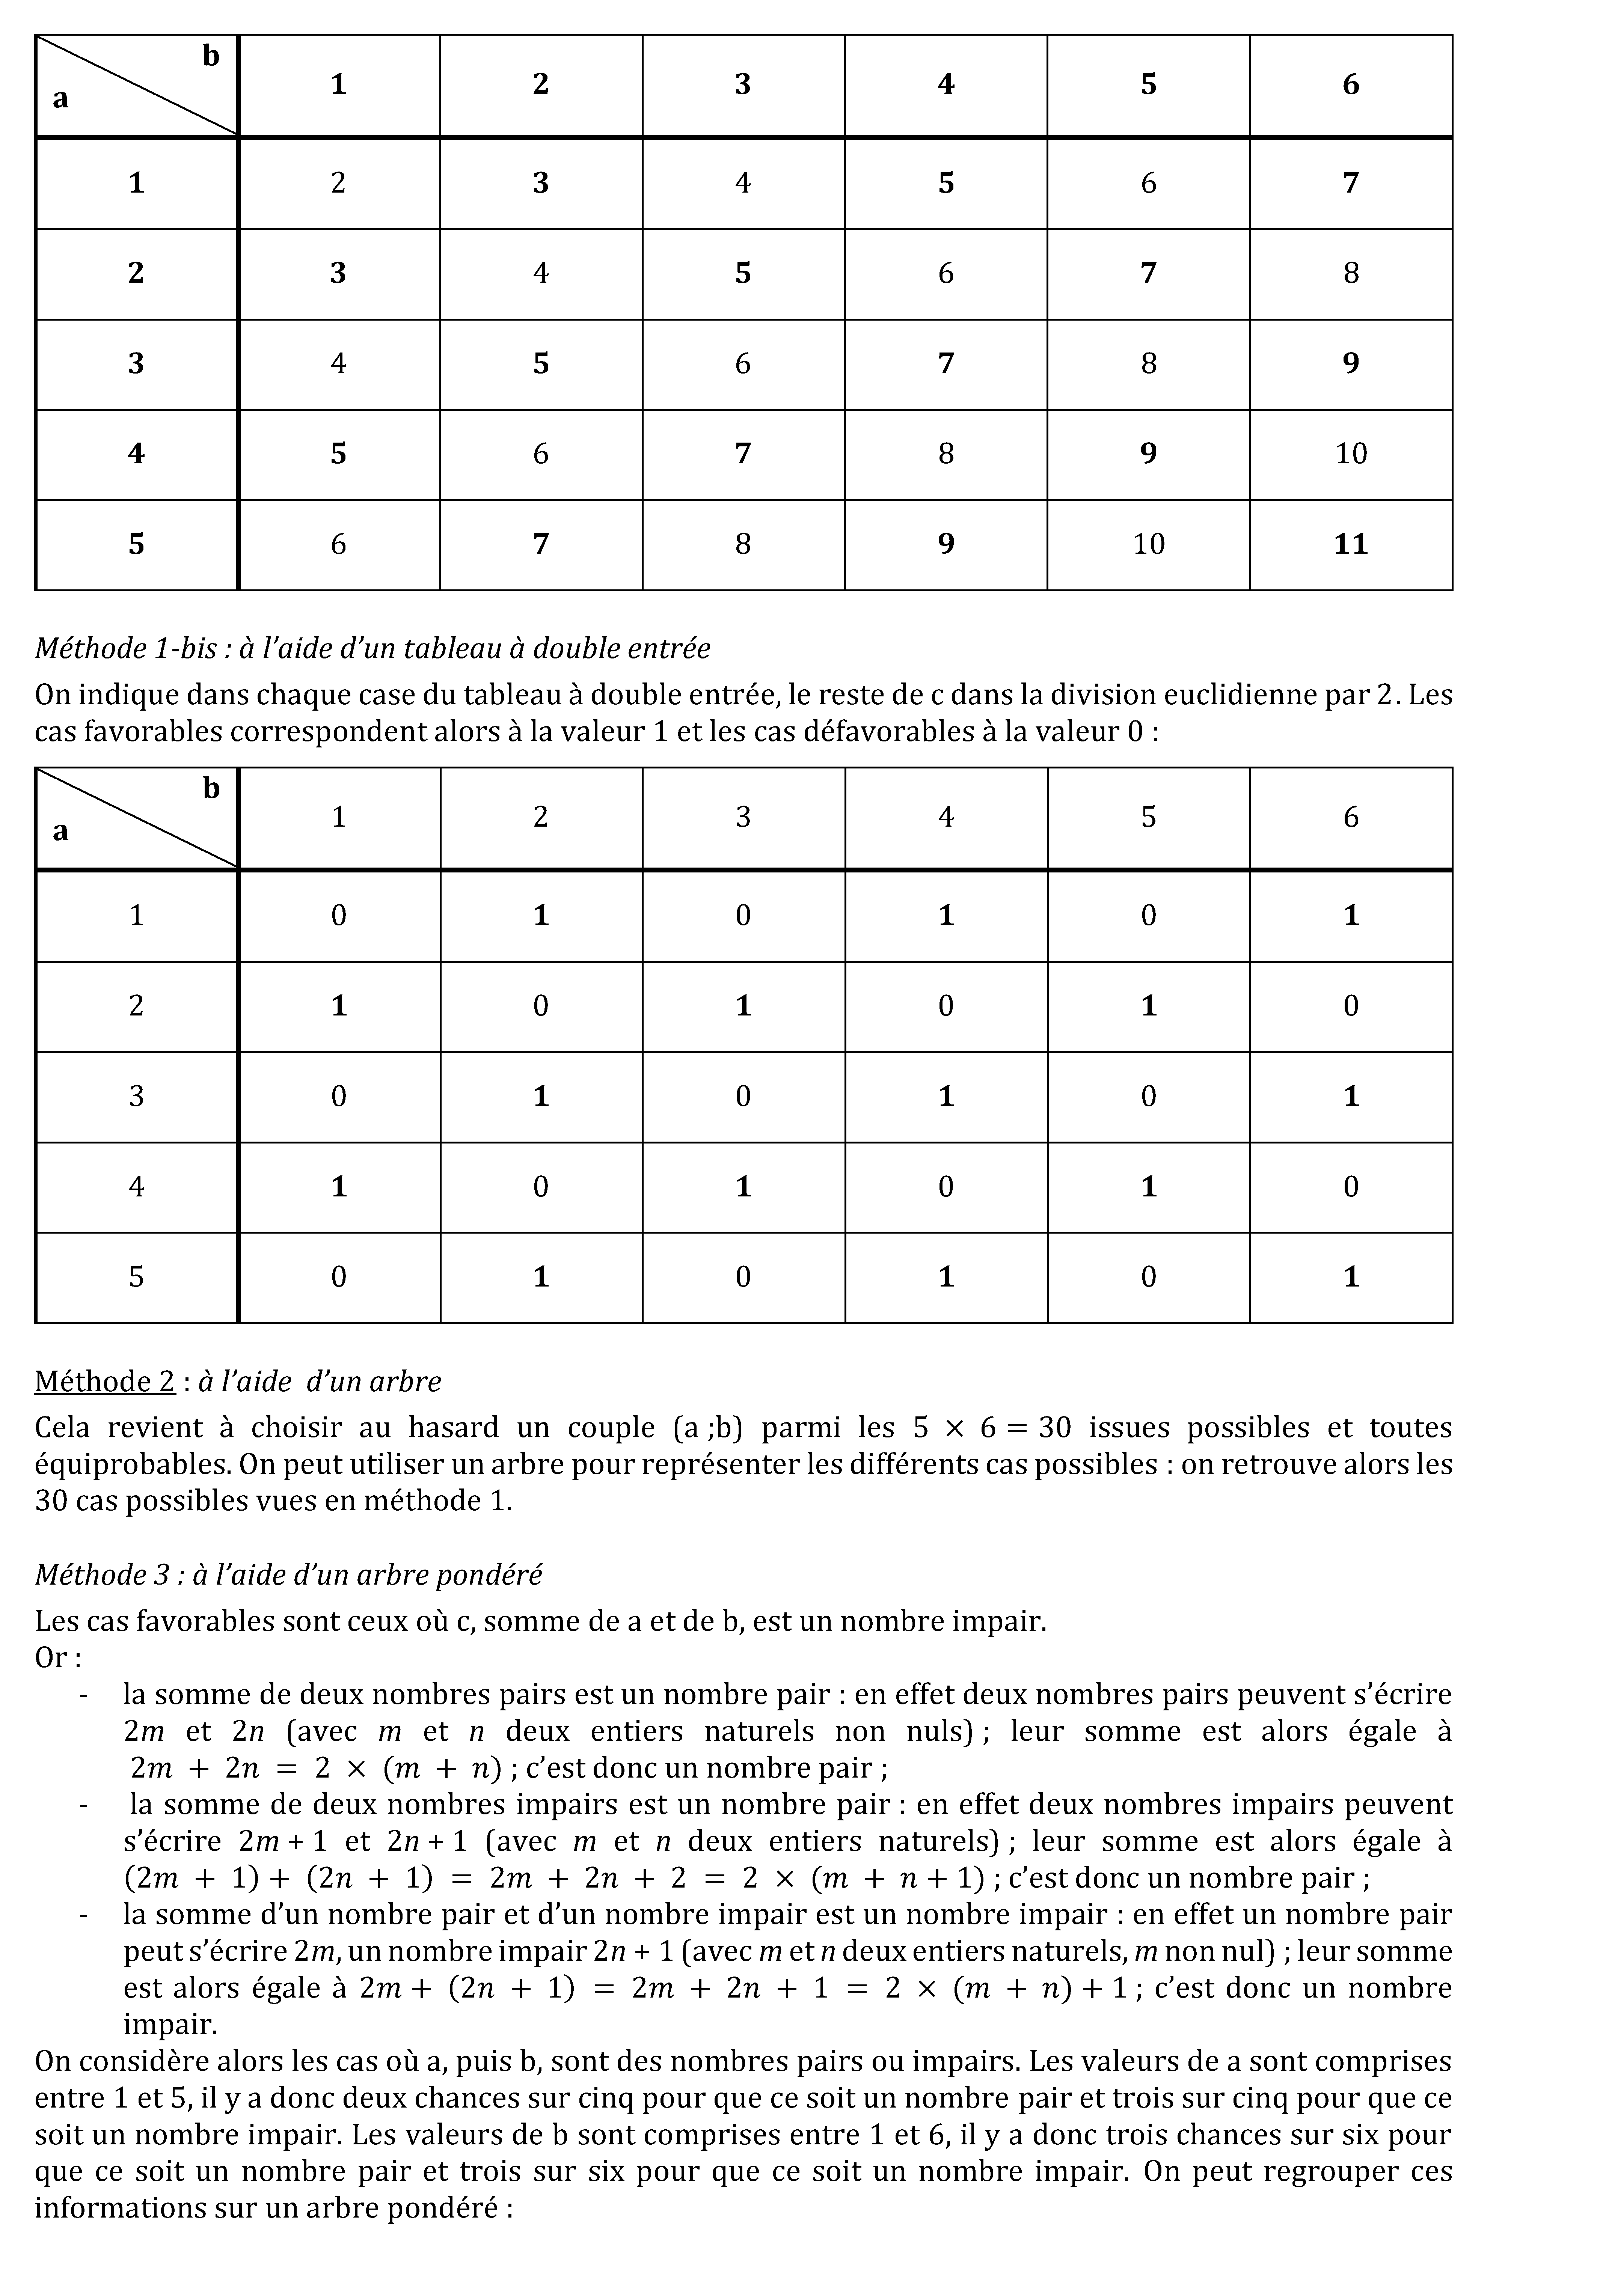 b
a 1 2 3 4 5 6
1 2 3 4 5 6 7
2 3 4 5 6 7 8
3 4 5 6 7 8 9
4 5 6 7 8 9 10
5 6 7 8 9 10 11
Méthode 1-bis : à l’aide d’un tableau à double entrée
On indique dans chaque case du tableau à double entrée, le reste de c dans la division euclidienne par 2. Les
cas favorables correspondent alors à la valeur 1 et les cas défavorables à la valeur 0 :
b
a 1 2 3 4 5 6
1 0 1 0 1 0 1
2 1 0 1 0 1 0
3 0 1 0 1 0 1
4 1 0 1 0 1 0
5 0 1 0 1 0 1
Méthode 2 : à l’aide d’un arbre
Cela revient à choisir au hasard un couple (a ;b) parmi les 5 × 6 = 30 issues possibles et toutes
équiprobables. On peut utiliser un arbre pour représenter les différents cas possibles : on retrouve alors les
30 cas possibles vues en méthode 1.
Méthode 3 : à l’aide d’un arbre pondéré
Les cas favorables sont ceux où c, somme de a et de b, est un nombre impair.
Or :
- la somme de deux nombres pairs est un nombre pair : en effet deux nombres pairs peuvent s’écrire
2m et 2n (avec m et n deux entiers naturels non nuls) ; leur somme est alors égale à
2m + 2n = 2 × (m + n) ; c’est donc un nombre pair ;
- la somme de deux nombres impairs est un nombre pair : en effet deux nombres impairs peuvent
s’écrire 2m + 1 et 2n + 1 (avec m et n deux entiers naturels) ; leur somme est alors égale à
(2m + 1) + (2n + 1) = 2m + 2n + 2 = 2 × (m + n + 1) ; c’est donc un nombre pair ;
- la somme d’un nombre pair et d’un nombre impair est un nombre impair : en effet un nombre pair
peut s’écrire 2m, un nombre impair 2n + 1 (avec m et n deux entiers naturels, m non nul) ; leur somme
est alors égale à 2m + (2n + 1) = 2m + 2n + 1 = 2 × (m + n) + 1 ; c’est donc un nombre
impair.
On considère alors les cas où a, puis b, sont des nombres pairs ou impairs. Les valeurs de a sont comprises
entre 1 et 5, il y a donc deux chances sur cinq pour que ce soit un nombre pair et trois sur cinq pour que ce
soit un nombre impair. Les valeurs de b sont comprises entre 1 et 6, il y a donc trois chances sur six pour
que ce soit un nombre pair et trois sur six pour que ce soit un nombre impair. On peut regrouper ces
informations sur un arbre pondéré :